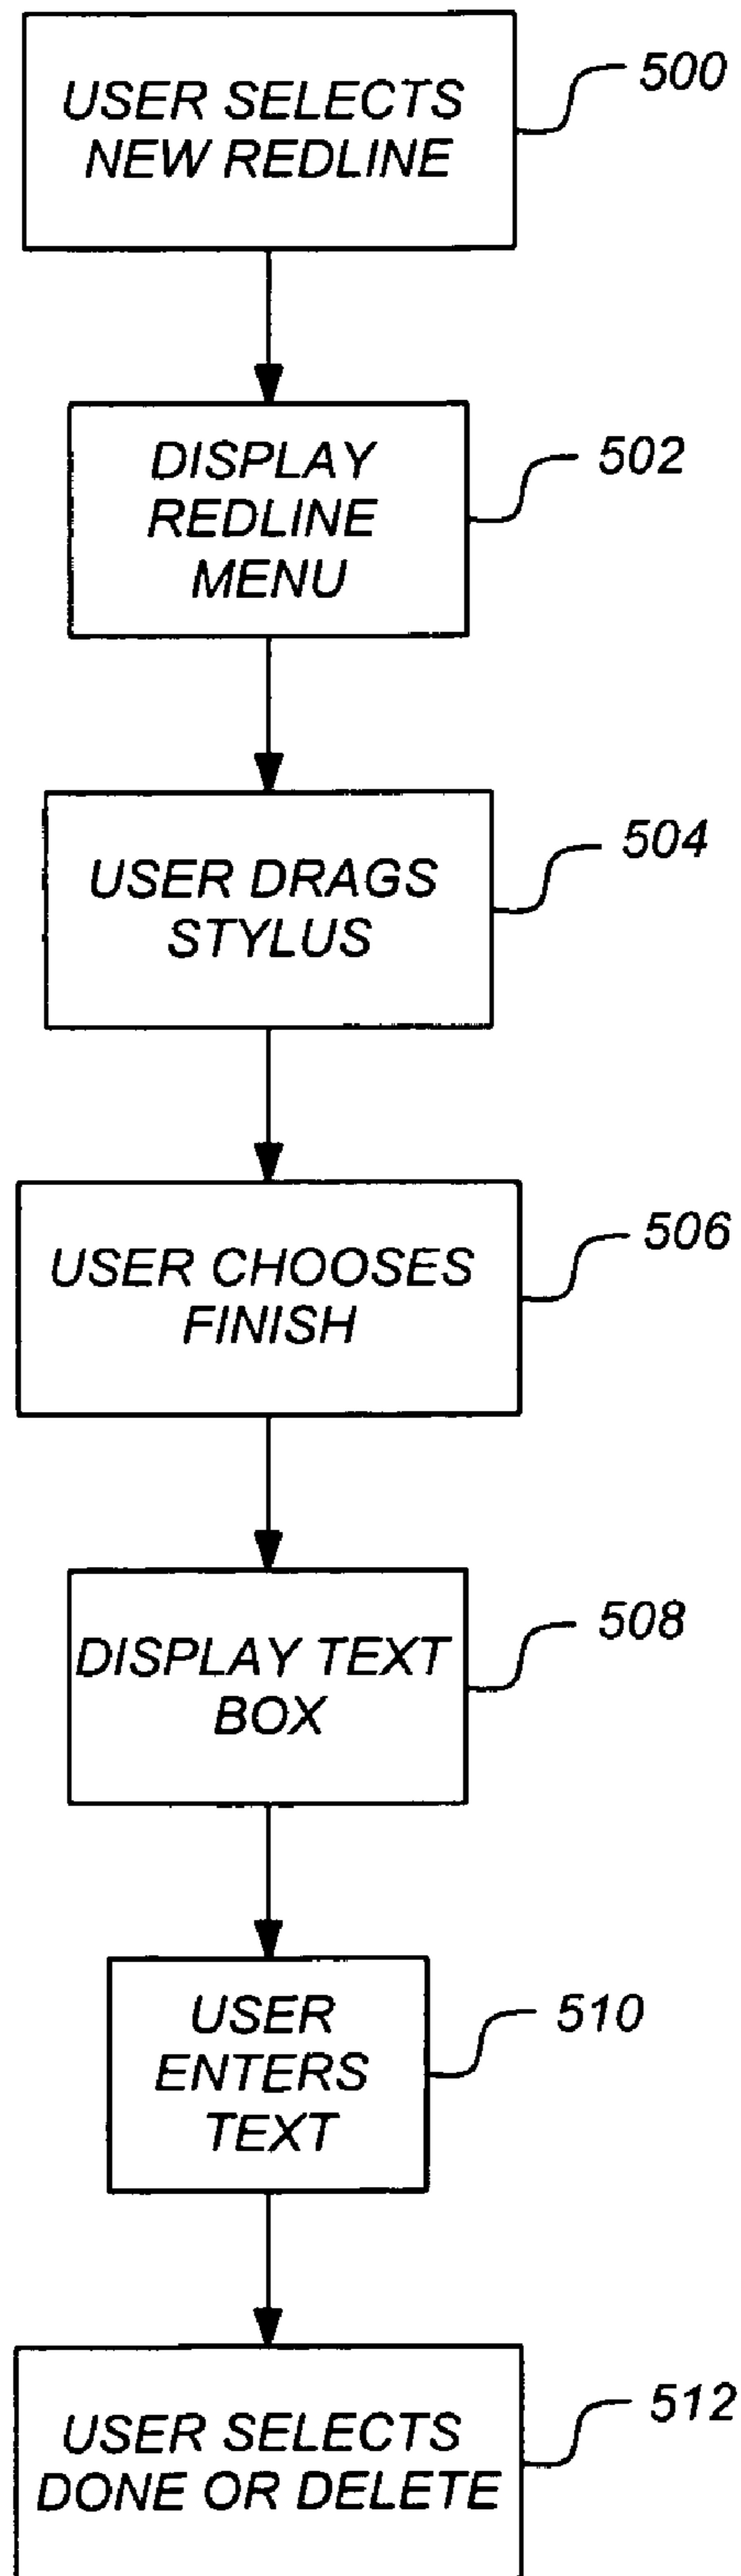 USER SELECTS
NEW REDLINE
500
DISPLAY
REDLINE
MENU
502
USER DRAGS
STYLUS
504
USER CHOOSES
FINISH
506
DISPLAY TEXT
BOX
508
USER
ENTERS
TEXT
510
USER SELECTS
DONE OR DELETE
512